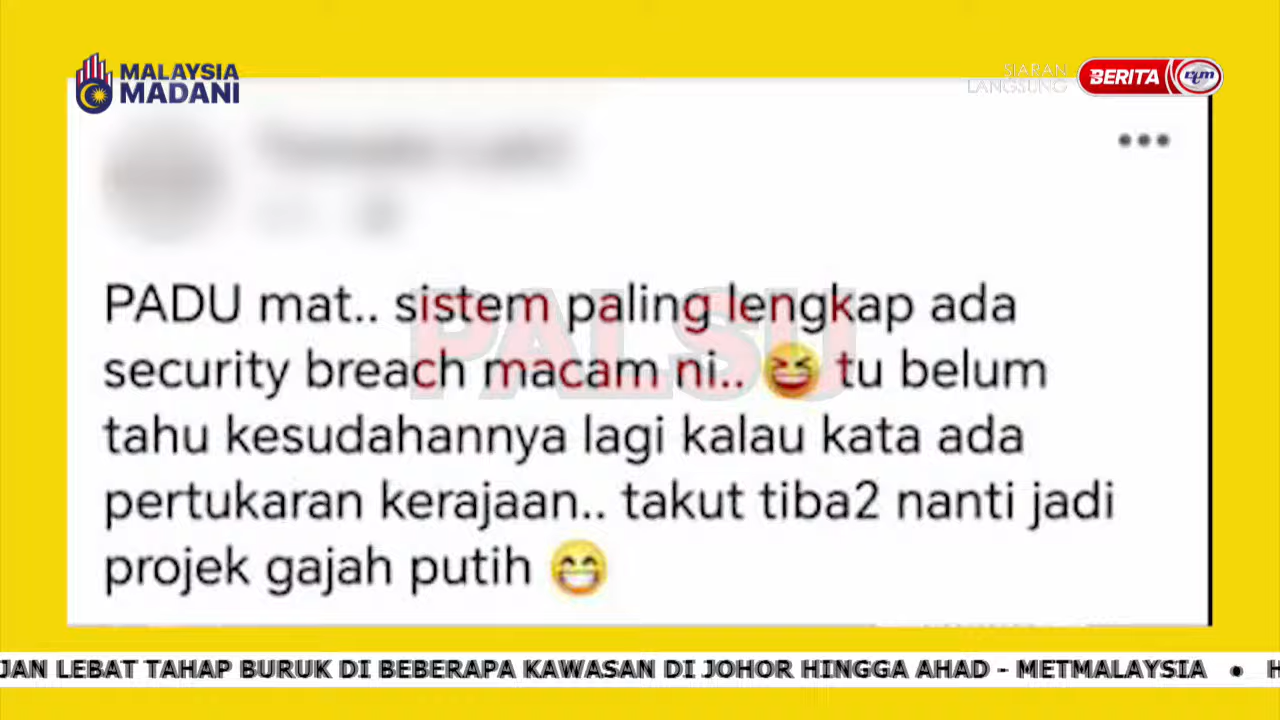 MALAYSIA
MADANI
SIARAN
LANGSUNG
BERITA rtm
PADU mat.. sistem paling lengkap ada
security breach macam ni.. 😆 tu belum
tahu kesudahannya lagi kalau kata ada
pertukaran kerajaan.. takut tiba2 nanti jadi
projek gajah putih 😁
PALSU
JAN LEBAT TAHAP BURUK DI BEBERAPA KAWASAN DI JOHOR HINGGA AHAD - METMALAYSIA • H